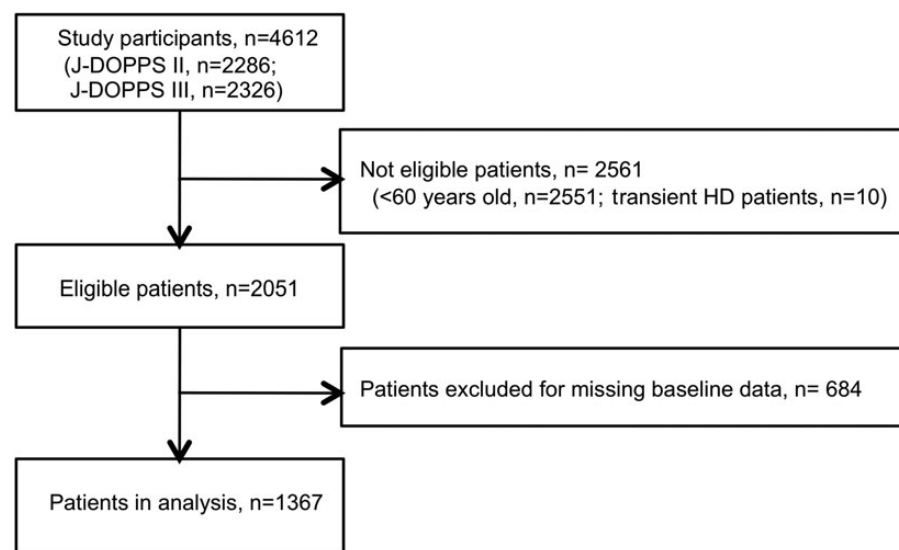 Study participants, n=4612
(J-DOPPS II, n=2286;
J-DOPPS III, n=2326)
Not eligible patients, n= 2561
(<60 years old, n=2551; transient HD patients, n=10)
Eligible patients, n=2051
Patients excluded for missing baseline data, n= 684
Patients in analysis, n=1367